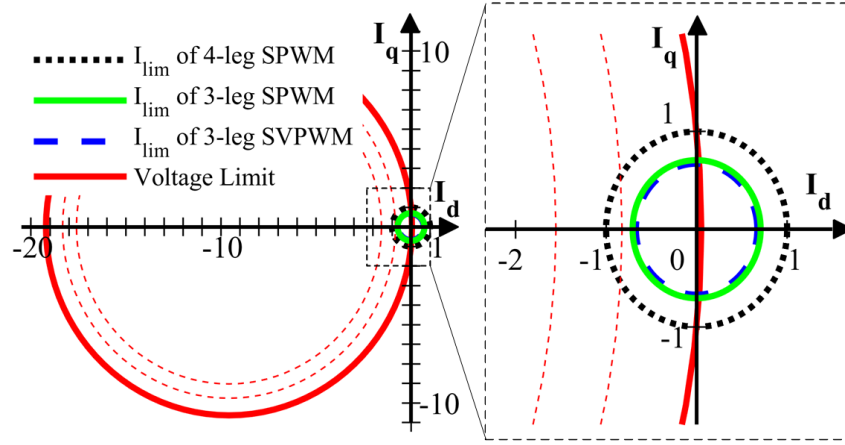 I_lim of 4-leg SPWM
I_lim of 3-leg SPWM
I_lim of 3-leg SVPWM
Voltage Limit
I_q
10
I_d
-20
-10
1
-10
I_q
1
I_d
-2
-1
0
1
-1